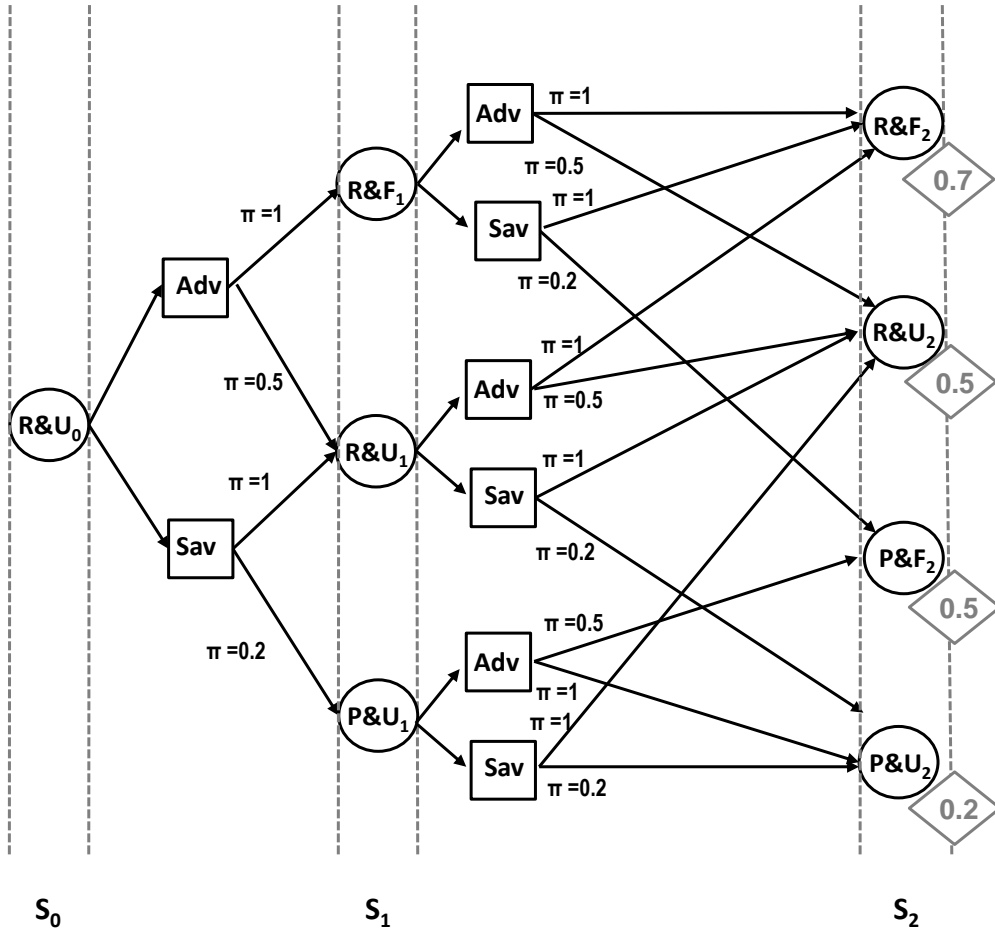 R&U₀
Adv
Sav
π =1
π =0.5
π =1
π =0.2
R&F₁
R&U₁
P&U₁
Adv
π =1
π =0.5
Sav
π =1
π =0.2
Adv
π =1
π =0.5
Sav
π =1
π =0.2
Adv
π =0.5
π =1
Sav
π =1
π =0.2
R&F₂
0.7
R&U₂
0.5
P&F₂
0.5
P&U₂
0.2
S₀
S₁
S₂